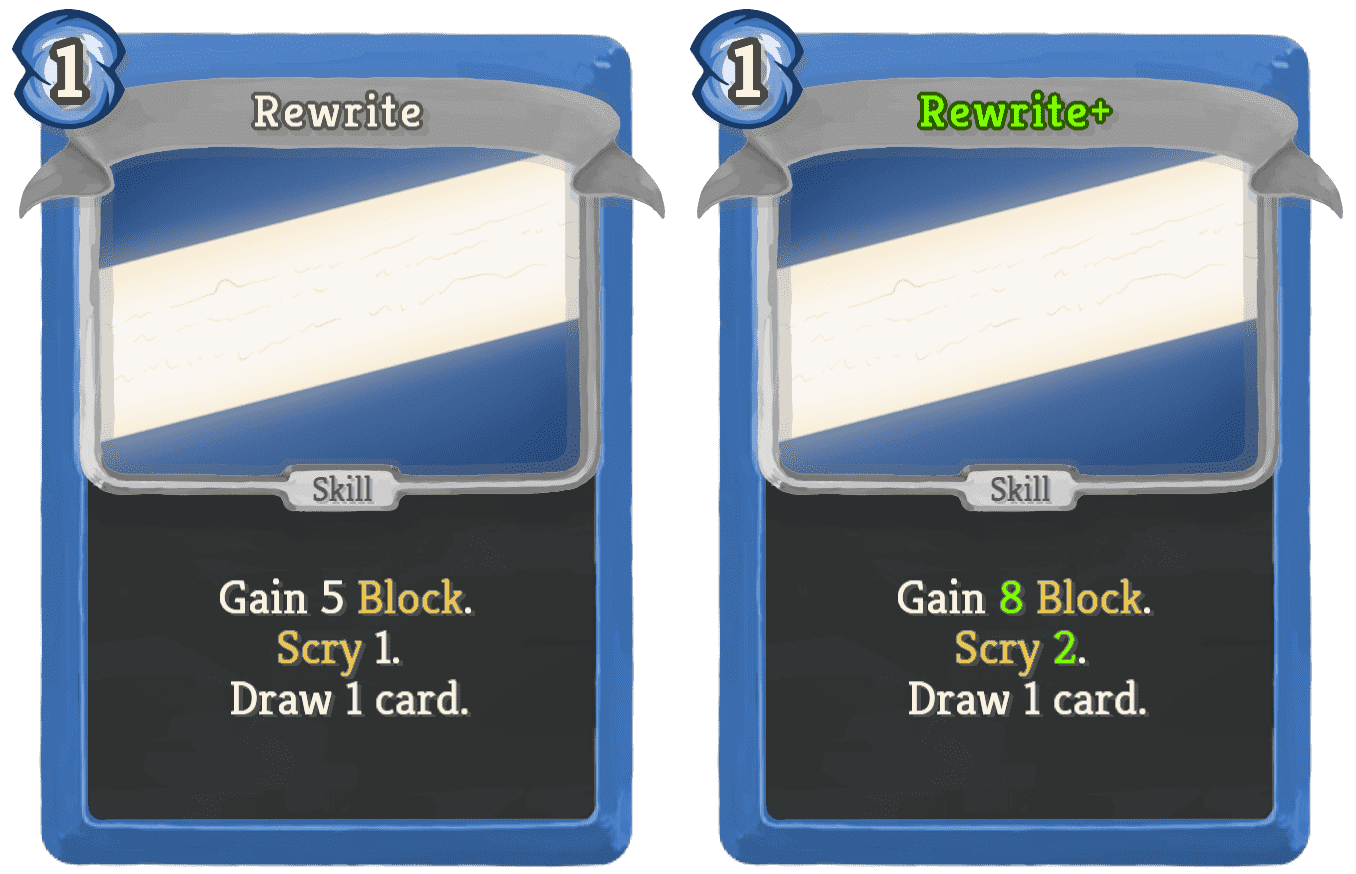 1
Rewrite
Skill
Gain 5 Block.
Scry 1.
Draw 1 card.
1
Rewrite+
Skill
Gain 8 Block.
Scry 2.
Draw 1 card.